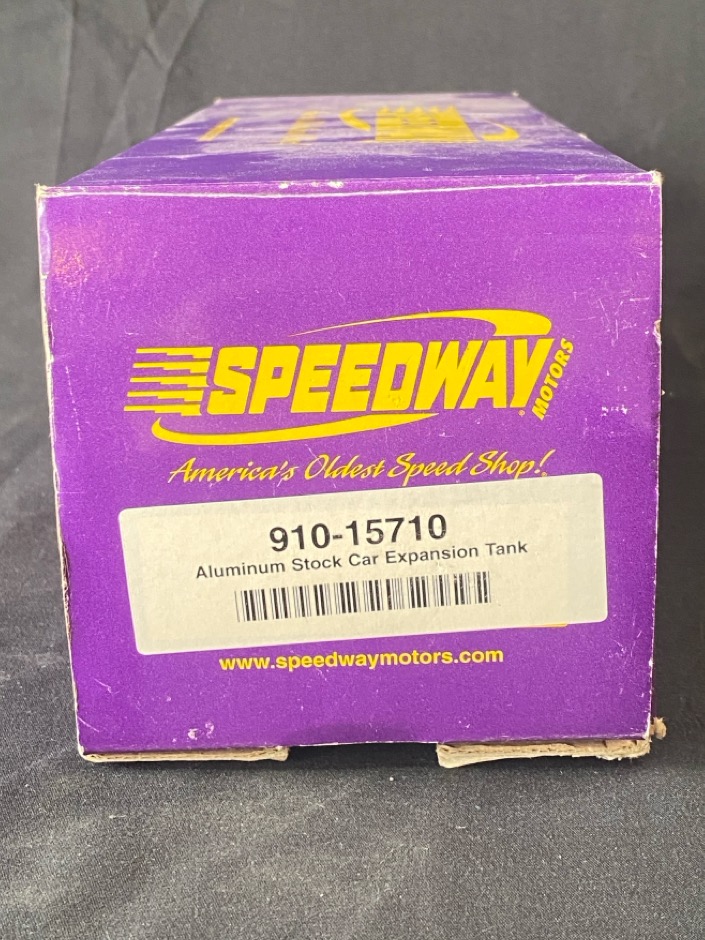 SPEEDWAY MOTORS
America's Oldest Speed Shop!
910-15710
Aluminum Stock Car Expansion Tank
www.speedwaymotors.com